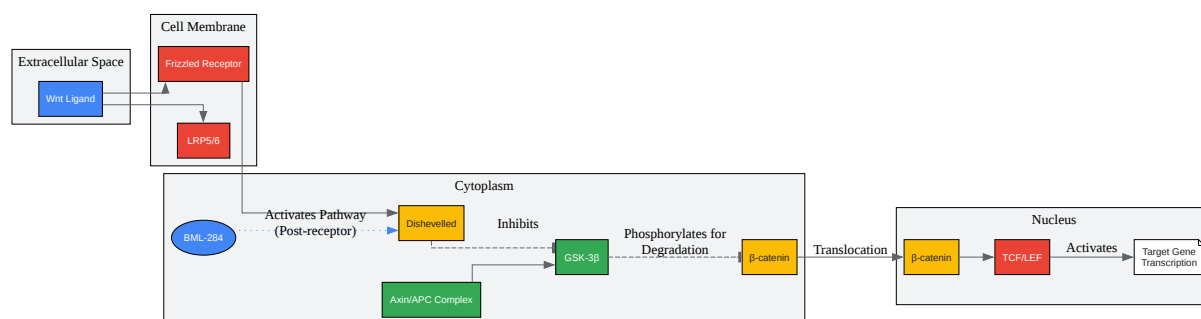 Cell Membrane
Frizzled Receptor
Extracellular Space
Wnt Ligand
LRP5/6
Cytoplasm
BML-284
Activates Pathway
(Post-receptor)
Dishevelled
Inhibits
GSK-3β
Axin/APC Complex
Phosphorylates for
Degradation
β-catenin
Translocation
Nucleus
β-catenin
TCF/LEF
Activates
Target Gene
Transcription